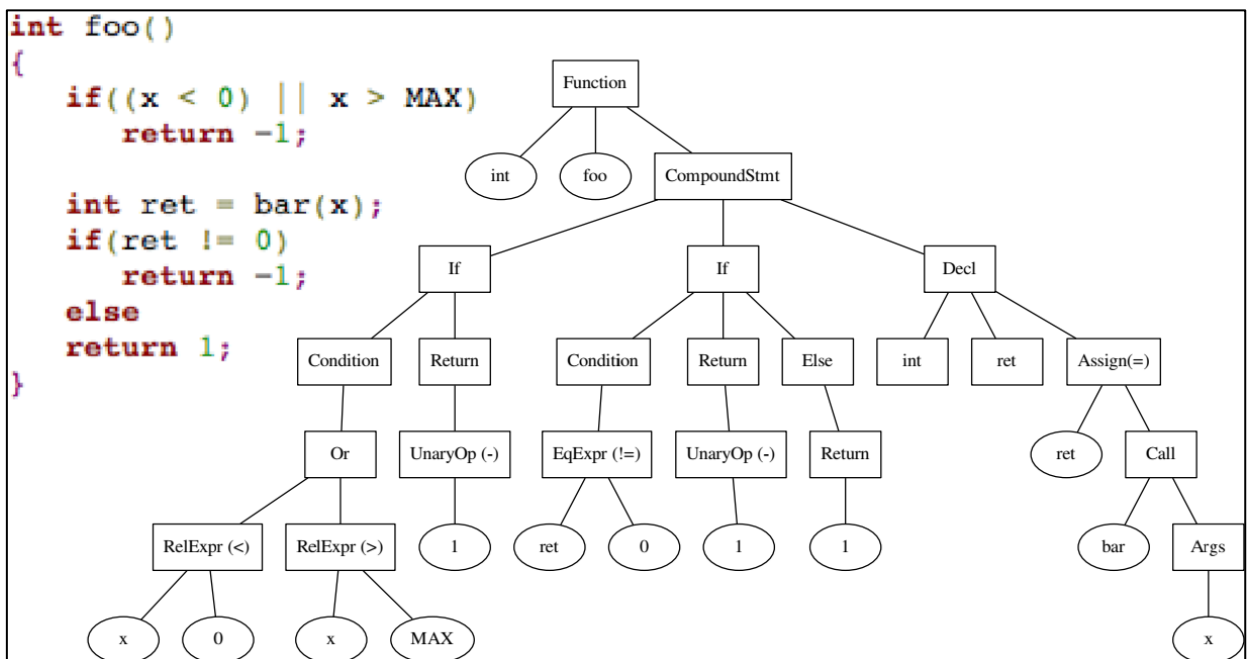 int foo()
{
if((x < 0) || x > MAX)
return -1;
int ret = bar(x);
if(ret != 0)
return -1;
else
return 1;
}
Function
int foo CompoundStmt
If If Decl
Condition Return Condition Return Else int ret Assign(=)
Or UnaryOp (-) EqExpr (!=) UnaryOp (-) Return ret Call
RelExpr (<) RelExpr (>) 1 ret 0 1 1 bar Args
x 0 x MAX x